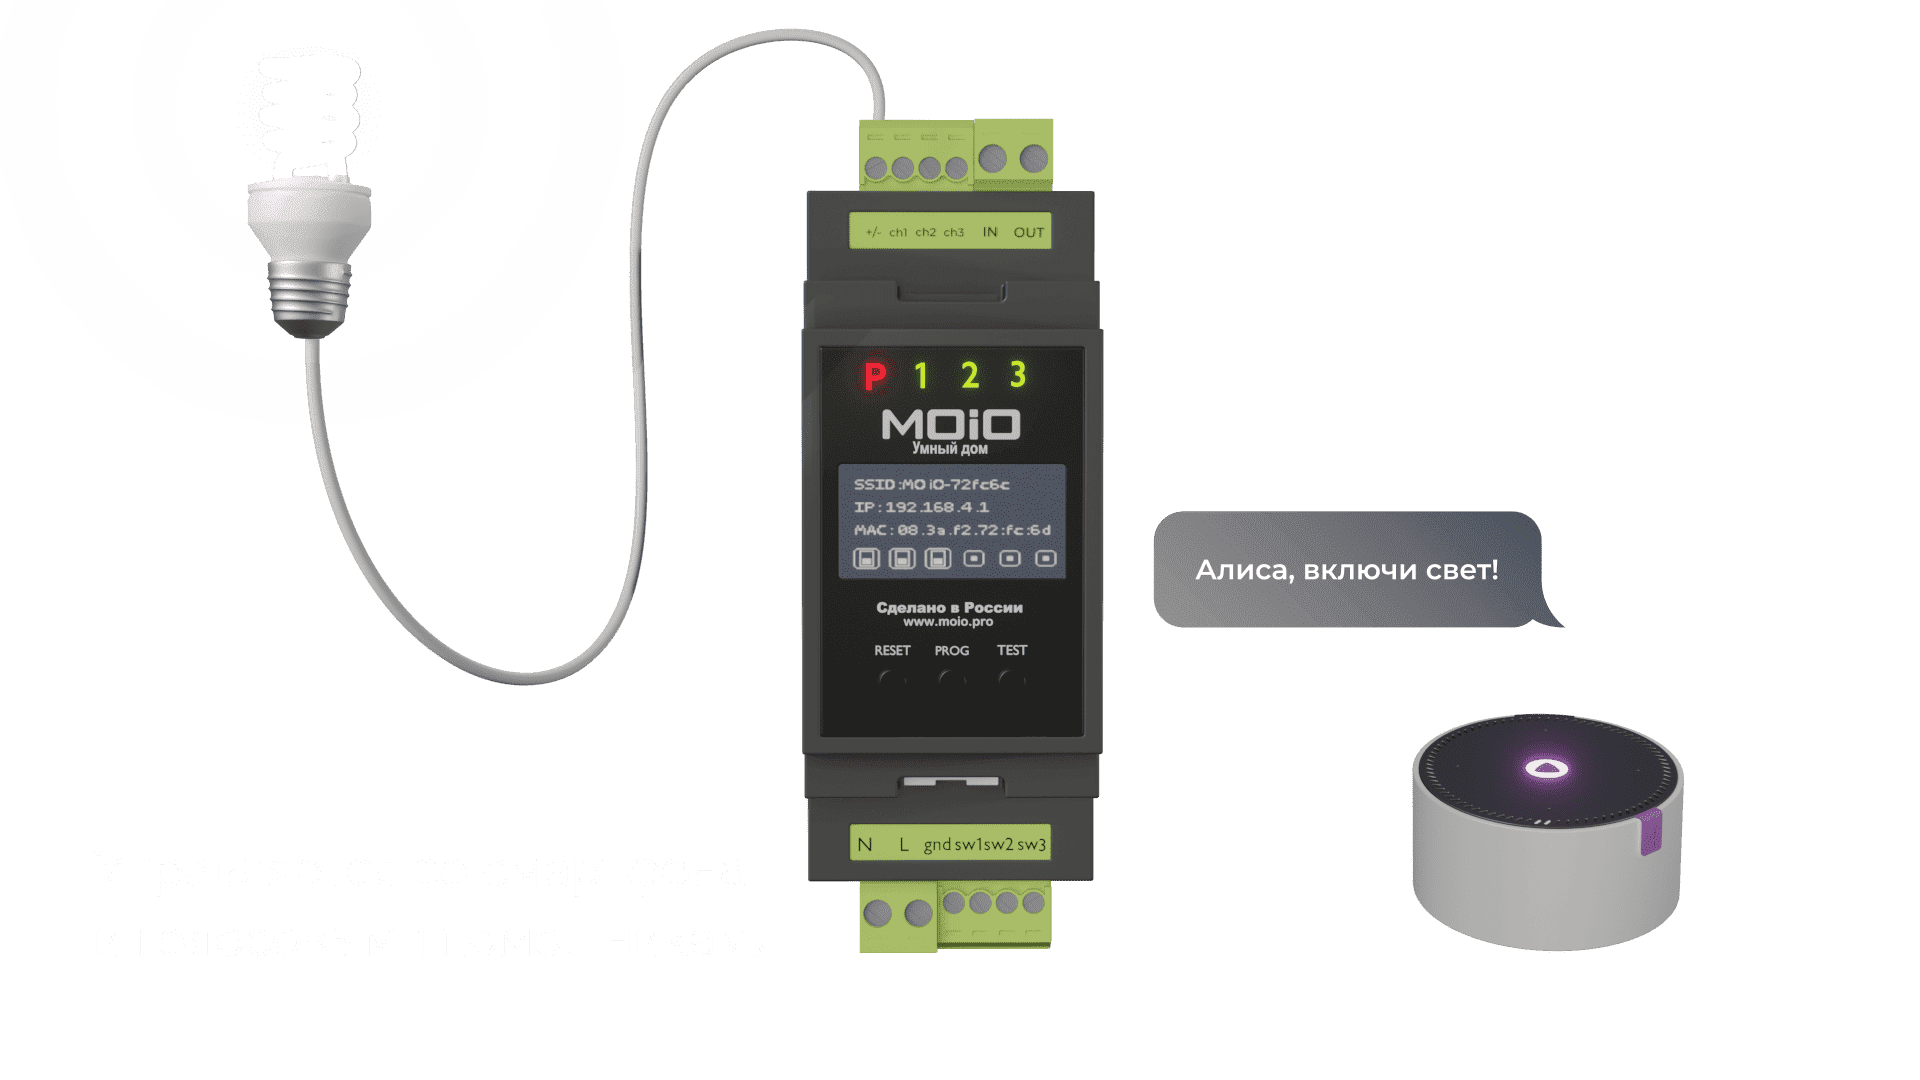 +/- ch1 ch2 ch3 IN OUT
P 1 2 3
MOiO
Умный дом
SSID:MOiO-72fc6c
IP:192.168.4.1
MAC:08.3a.f2.72:fc:6d
Сделано в России
www.moio.pro
RESET PROG TEST
N L gnd sw1 sw2 sw3
Алиса, включи свет!